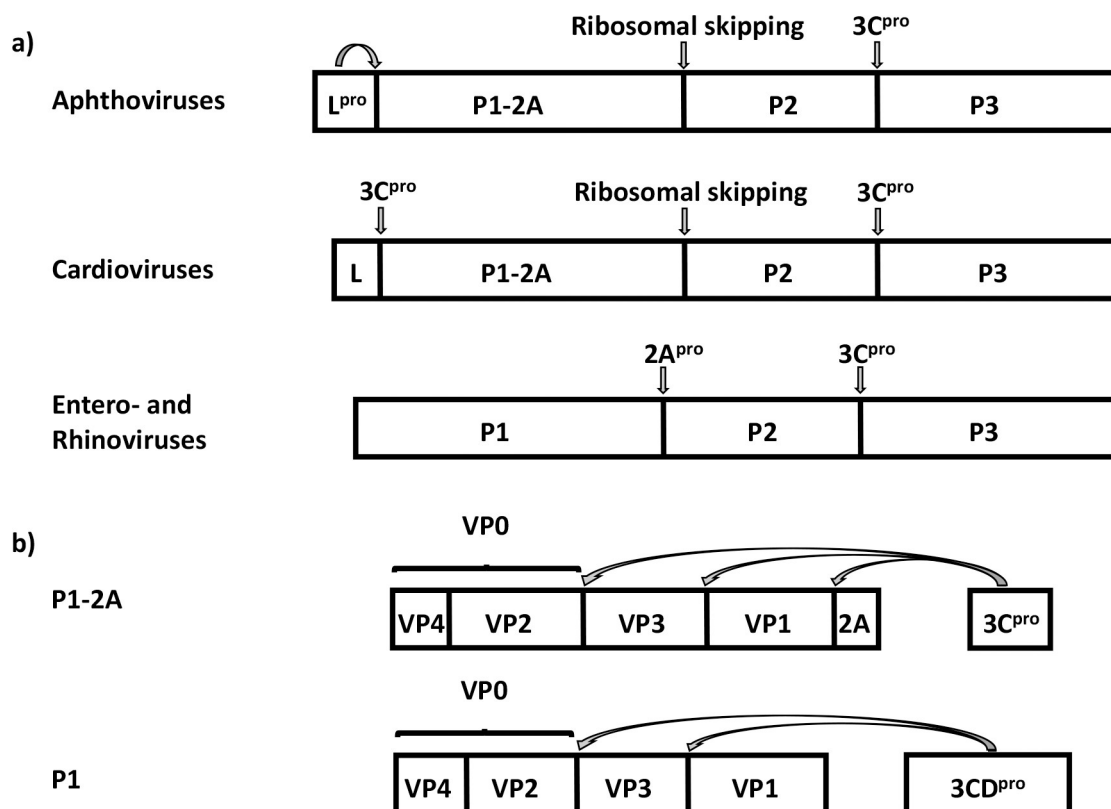 a)
Ribosomal skipping 3Cpro
Aphthoviruses
Lpro P1-2A P2 P3
3Cpro Ribosomal skipping 3Cpro
Cardioviruses
L P1-2A P2 P3
2Apro 3Cpro
Entero- and
Rhinoviruses
P1 P2 P3
b)
VP0
P1-2A
VP4 VP2 VP3 VP1 2A 3Cpro
VP0
P1
VP4 VP2 VP3 VP1 3CDpro